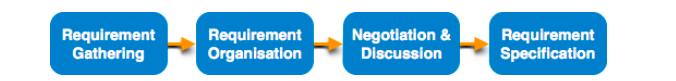 Requirement
Gathering
Requirement
Organisation
Negotiation &
Discussion
Requirement
Specification